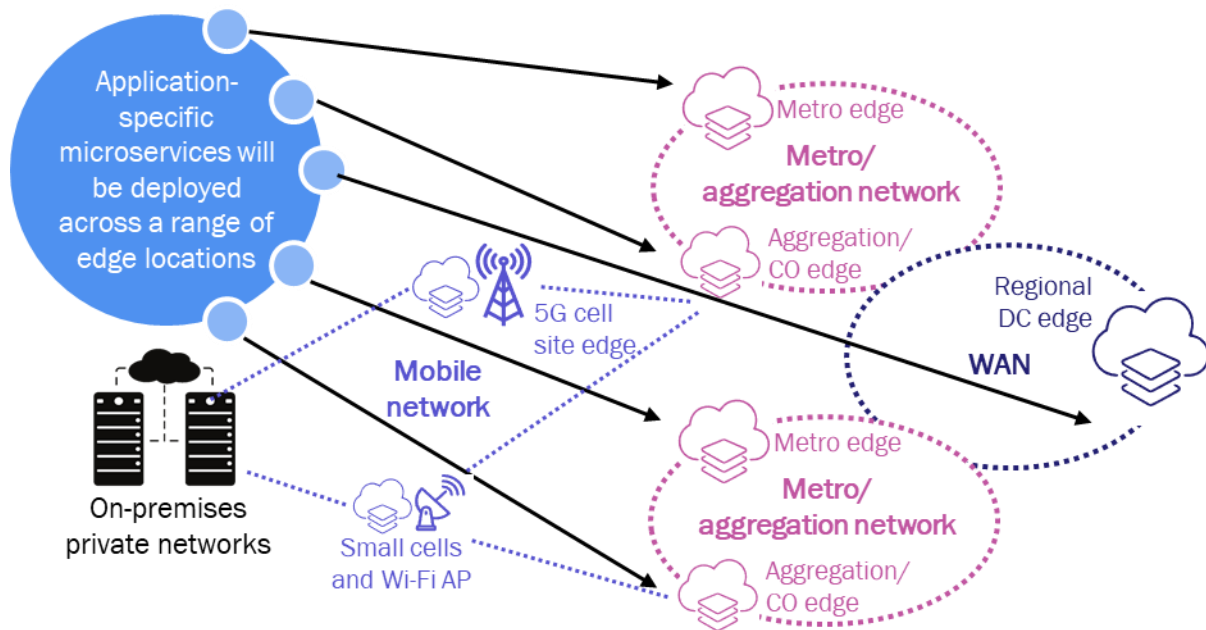 Application-
specific
microservices will
be deployed
across a range of
edge locations
Metro edge
Metro/
aggregation network
Aggregation/
CO edge
Regional
DC edge
WAN
5G cell
site edge
Mobile
network
On-premises
private networks
Small cells
and Wi-Fi AP
Metro edge
Metro/
aggregation network
Aggregation/
CO edge